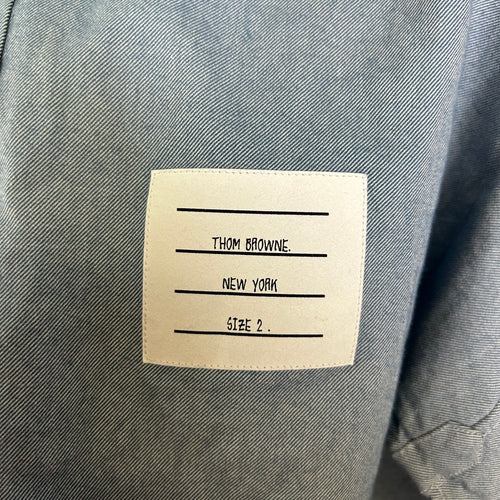 THOM BROWNE.
NEW YORK
SIZE 2 .